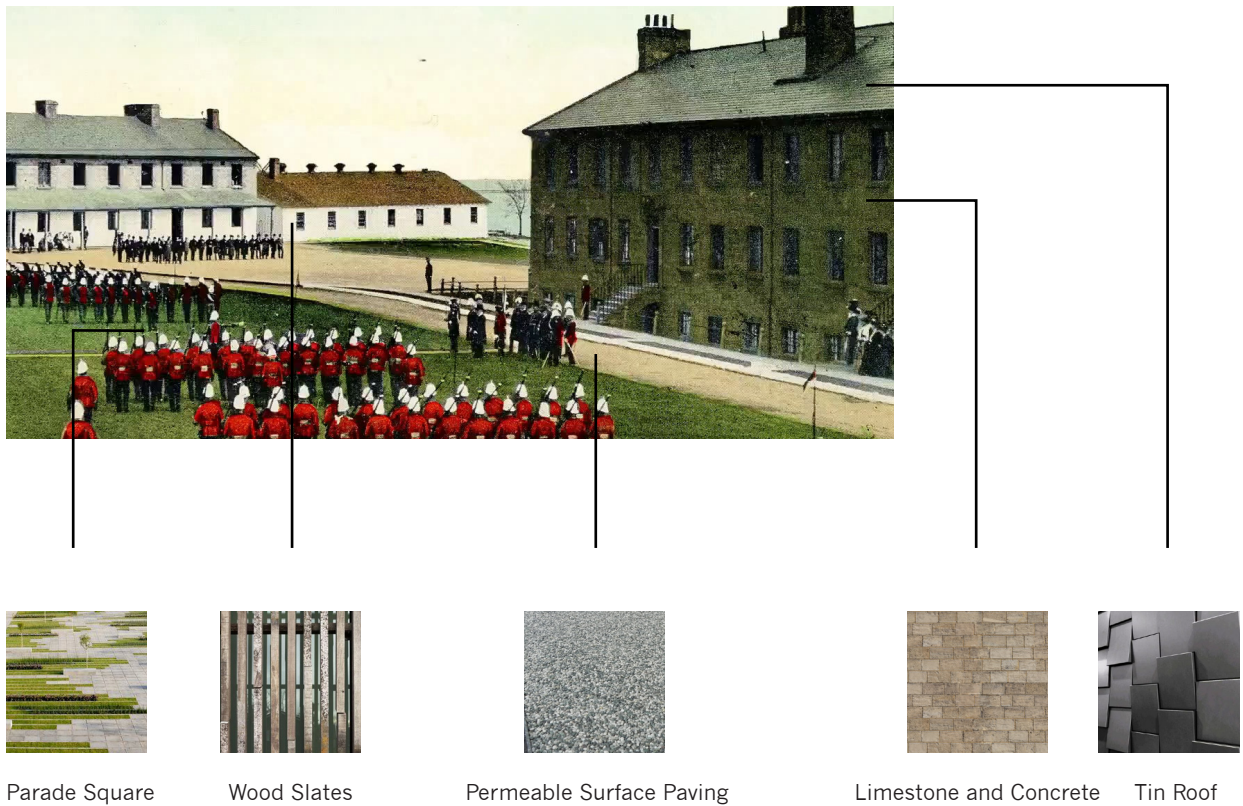 Parade Square
Wood Slates
Permeable Surface Paving
Limestone and Concrete
Tin Roof